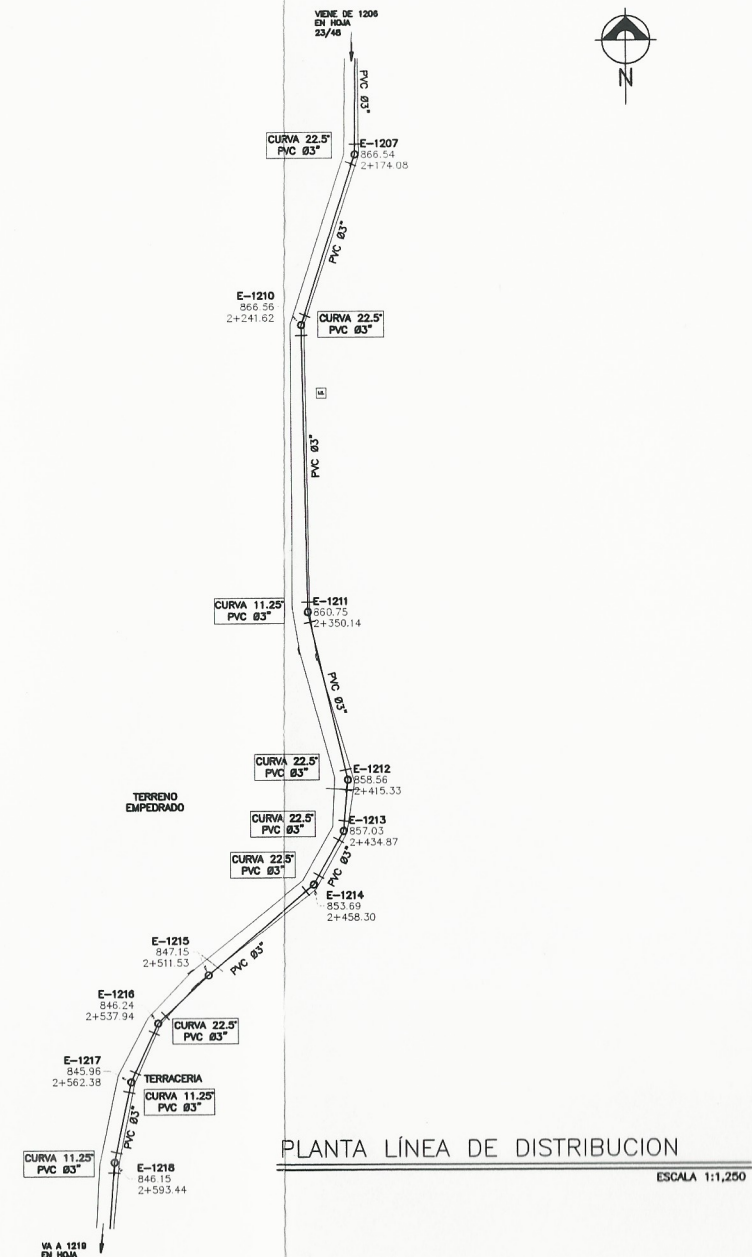 VIENE DE 1206
EN HOJA
23/48
N
PVC Ø3"
CURVA 22.5°
PVC Ø3"
E-1207
866.54
2+174.08
PVC Ø3"
E-1210
866.56
2+241.62
CURVA 22.5°
PVC Ø3"
PVC Ø3"
CURVA 11.25°
PVC Ø3"
E-1211
860.75
2+350.14
PVC Ø3"
CURVA 22.5°
PVC Ø3"
E-1212
858.56
2+415.33
TERRENO
EMPEDRADO
CURVA 22.5°
PVC Ø3"
E-1213
857.03
2+434.87
CURVA 22.5°
PVC Ø3"
PVC Ø3"
E-1214
853.69
2+458.30
E-1215
847.15
2+511.53
PVC Ø3"
E-1216
846.24
2+537.94
CURVA 22.5°
PVC Ø3"
E-1217
845.96
2+562.38
TERRACERIA
CURVA 11.25°
PVC Ø3"
PVC Ø3"
CURVA 11.25°
PVC Ø3"
E-1218
846.15
2+593.44
PLANTA LÍNEA DE DISTRIBUCION
ESCALA 1:1,250
VA A 1219
EN HOJA